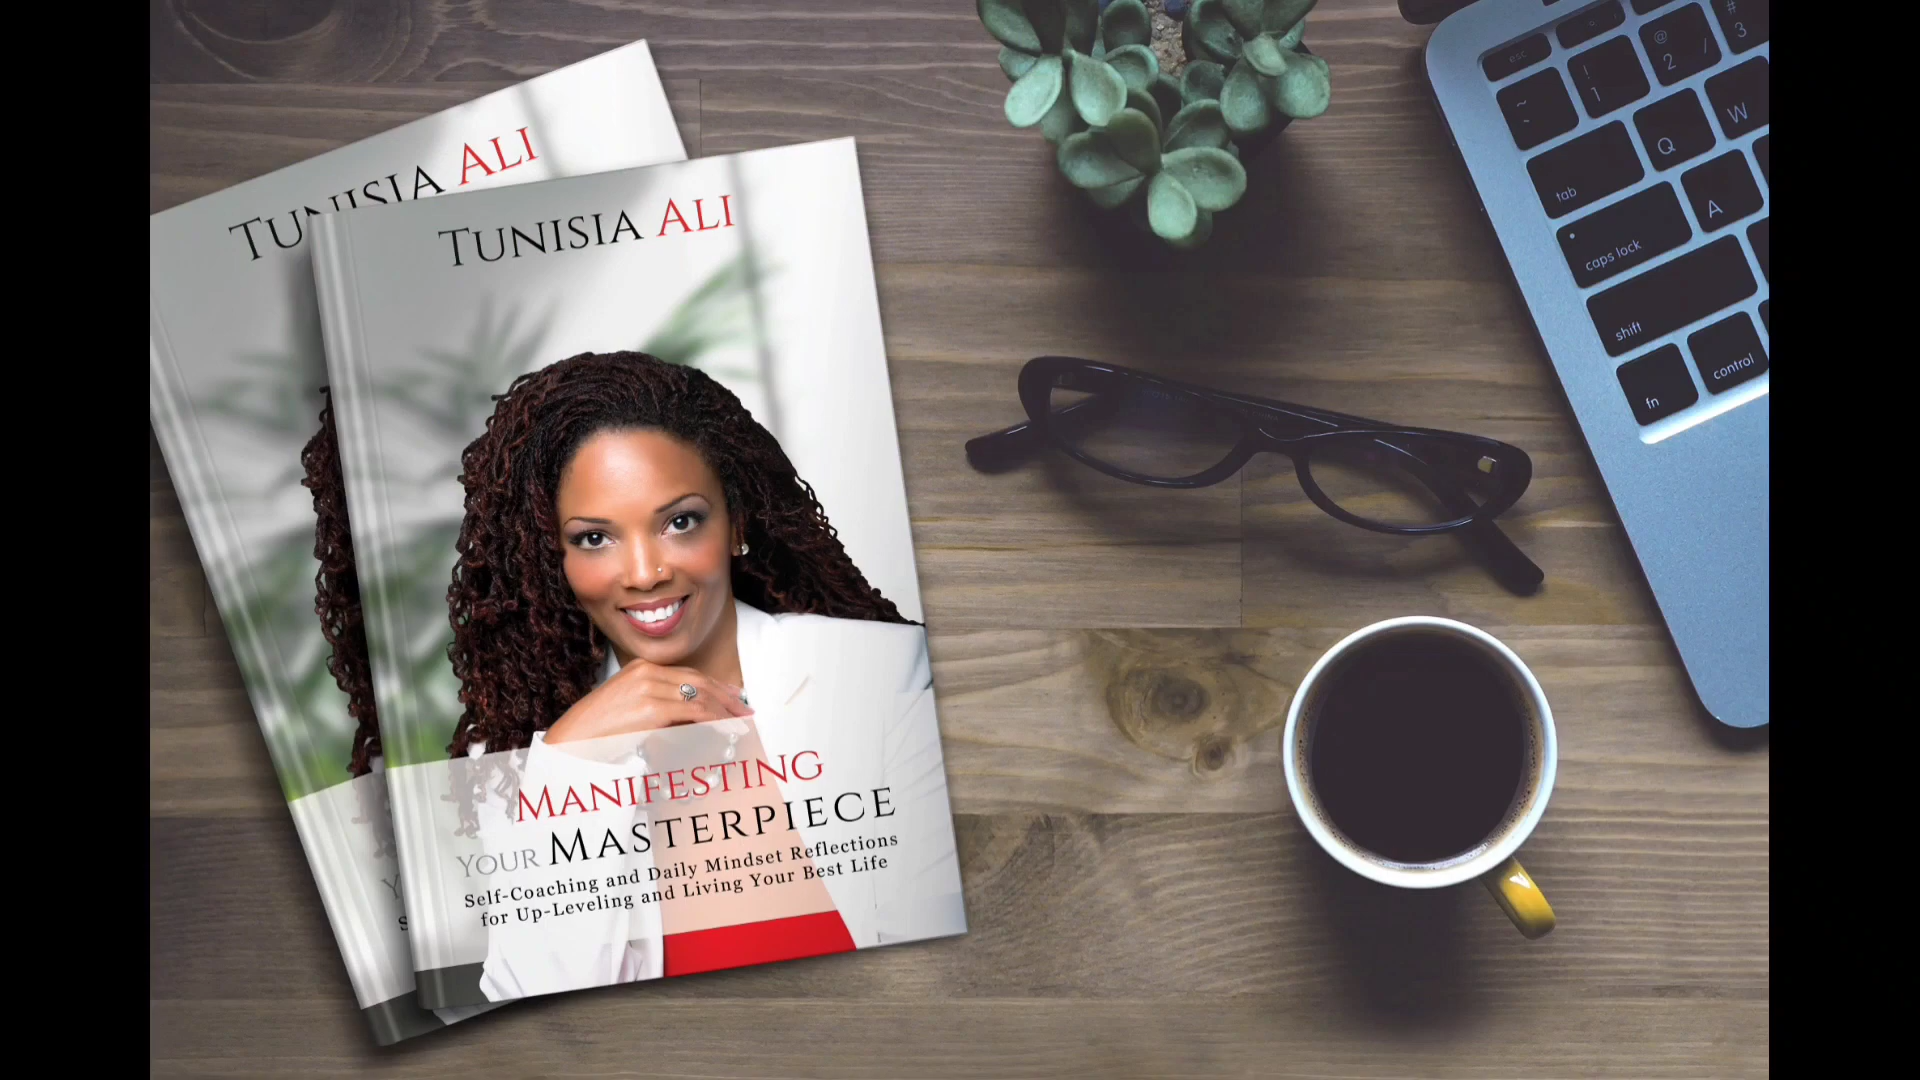 TUNISIA ALI
TUNISIA ALI
MANIFESTING
YOUR MASTERPIECE
Self-Coaching and Daily Mindset Reflections
for Up-Leveling and Living Your Best Life
Y
S
esc
~
`
!
1
@
2
#
3
tab
Q
W
caps lock
A
shift
fn
control